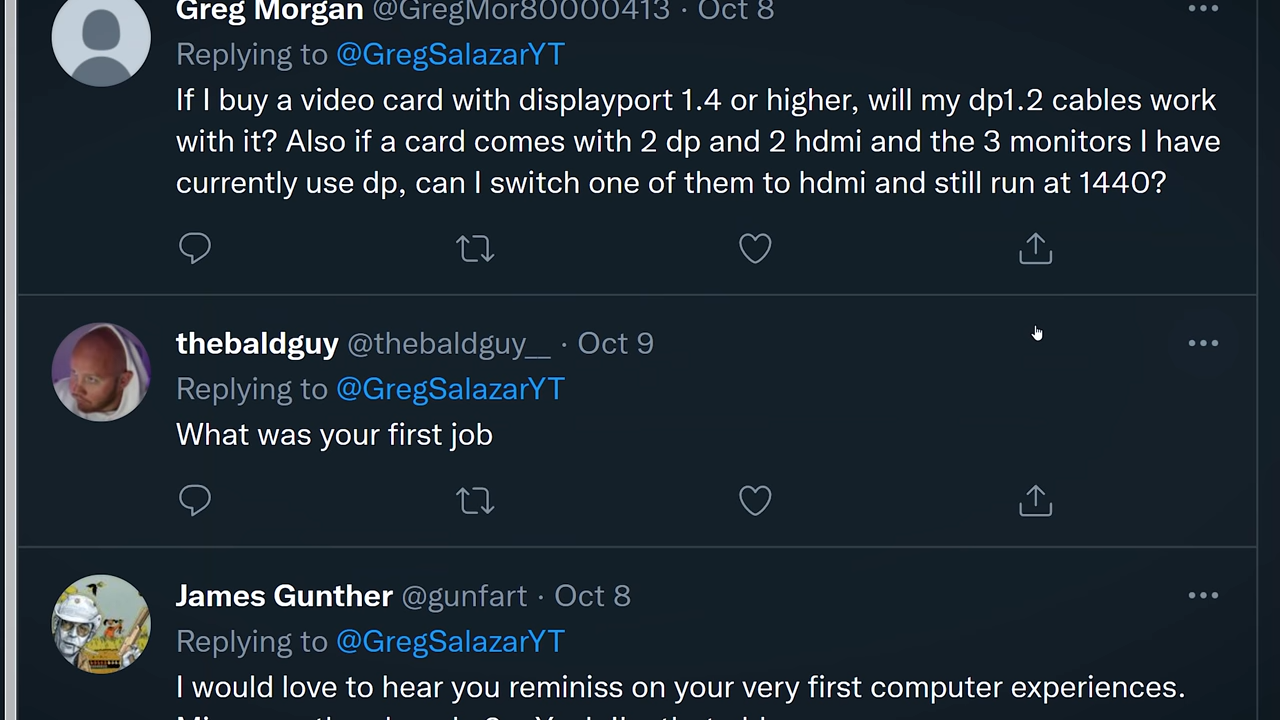 Greg Morgan @GregMor80000413 · Oct 8
Replying to @GregSalazarYT
If I buy a video card with displayport 1.4 or higher, will my dp1.2 cables work
with it? Also if a card comes with 2 dp and 2 hdmi and the 3 monitors I have
currently use dp, can I switch one of them to hdmi and still run at 1440?
thebaldguy @thebaldguy__ · Oct 9
Replying to @GregSalazarYT
What was your first job
James Gunther @gunfart · Oct 8
Replying to @GregSalazarYT
I would love to hear you reminiss on your very first computer experiences.